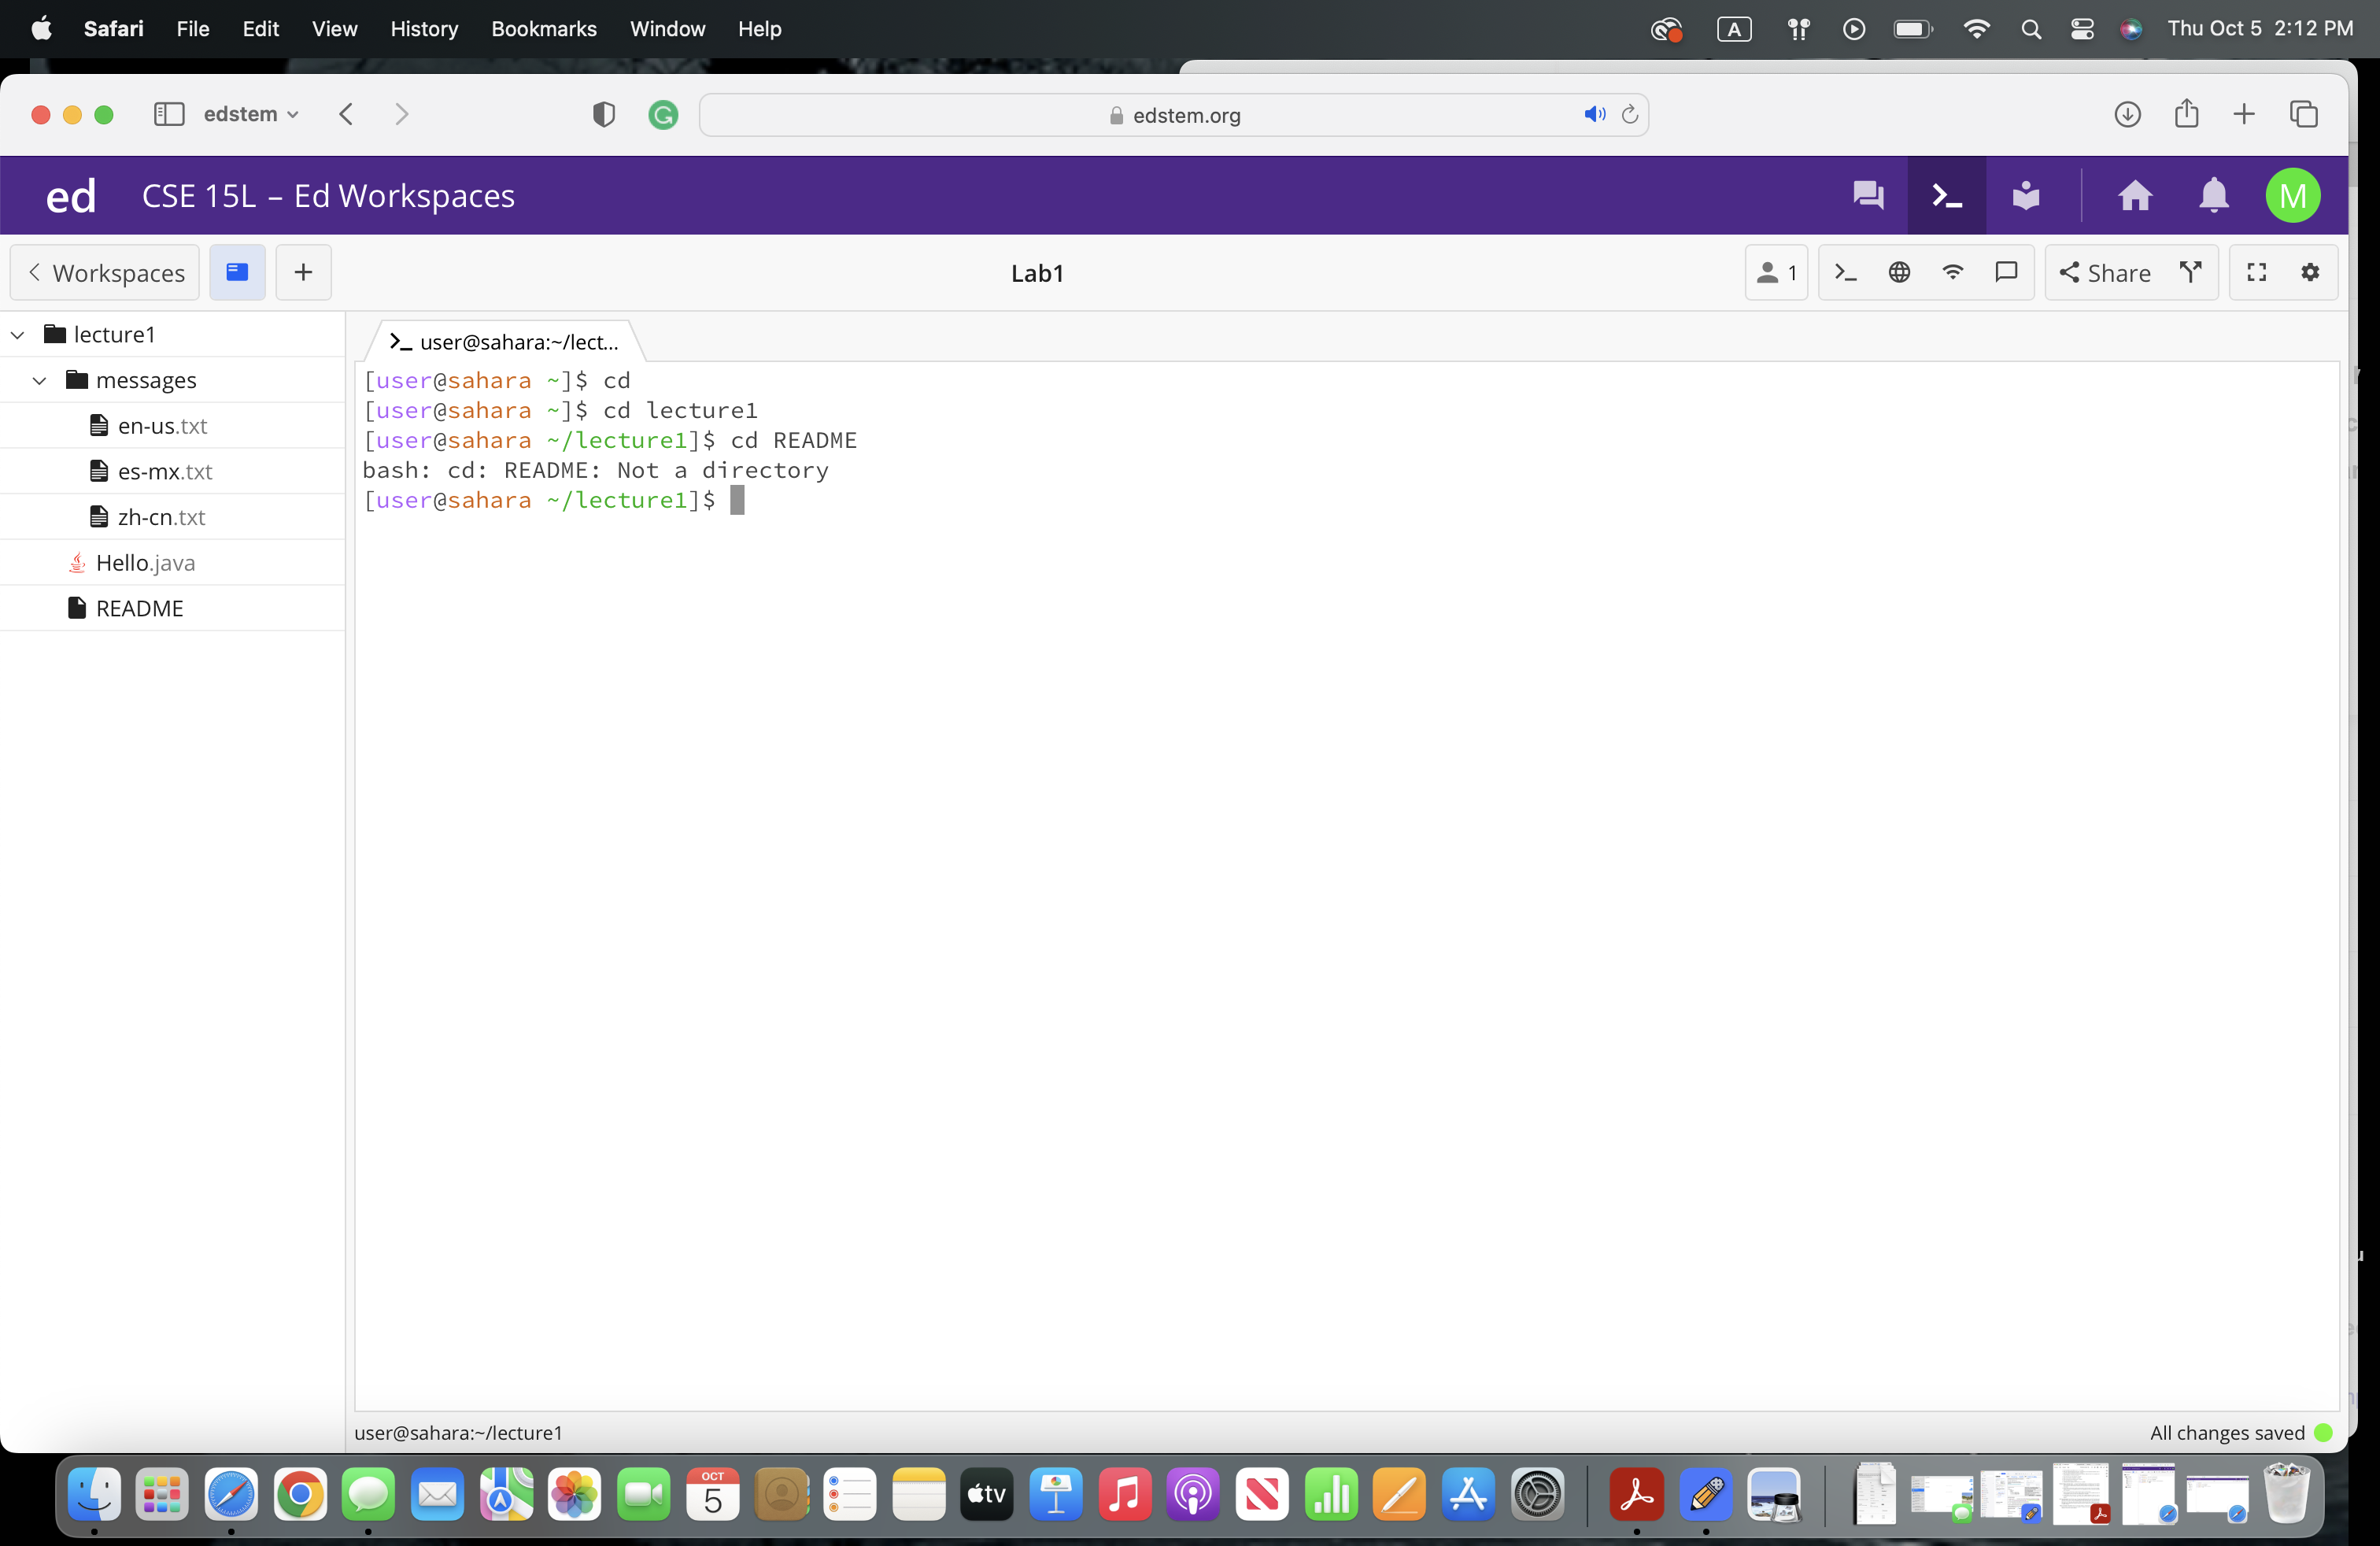 Safari File Edit View History Bookmarks Window Help A Thu Oct 5 2:12 PM
edstem edstem.org
ed CSE 15L – Ed Workspaces M
Workspaces Lab1 1 Share
lecture1
messages
en-us.txt
es-mx.txt
zh-cn.txt
Hello.java
README
user@sahara:~/lect...
[user@sahara ~]$ cd
[user@sahara ~]$ cd lecture1
[user@sahara ~/lecture1]$ cd README
bash: cd: README: Not a directory
[user@sahara ~/lecture1]$
user@sahara:~/lecture1 All changes saved
OCT
5
tv